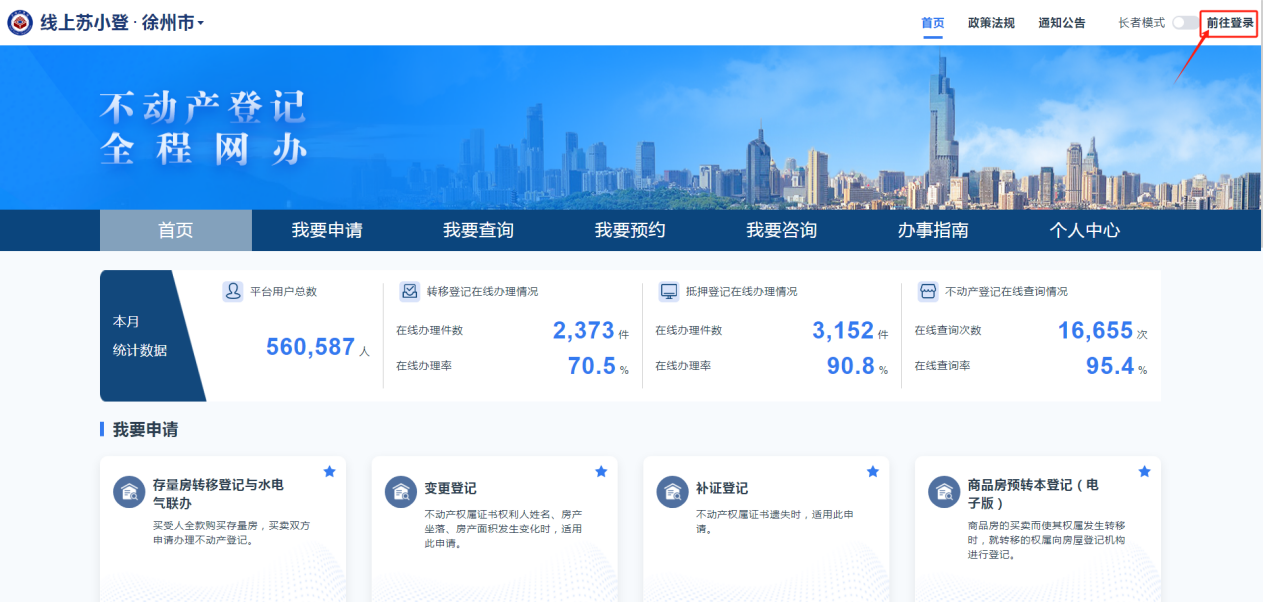 线上苏小登 · 徐州市
首页 政策法规 通知公告 长者模式 前往登录
不动产登记
全程网办
首页 我要申请 我要查询 我要预约 我要咨询 办事指南 个人中心
本月
统计数据
平台用户总数
560,587 人
转移登记在线办理情况
在线办理件数 2,373 件
在线办理率 70.5 %
抵押登记在线办理情况
在线办理件数 3,152 件
在线办理率 90.8 %
不动产登记在线查询情况
在线查询次数 16,655 次
在线查询率 95.4 %
我要申请
存量房转移登记与水电
气联办
买受人全款购买存量房，买卖双方
申请办理不动产登记。
变更登记
不动产权属证书权利人姓名、房产
坐落、房产面积发生变化时，适用
此申请。
补证登记
不动产权属证书遗失时，适用此申
请。
商品房预转本登记（电
子版）
商品房的买卖而使其权属发生转移
时，就转移的权属向房屋登记机构
进行登记。